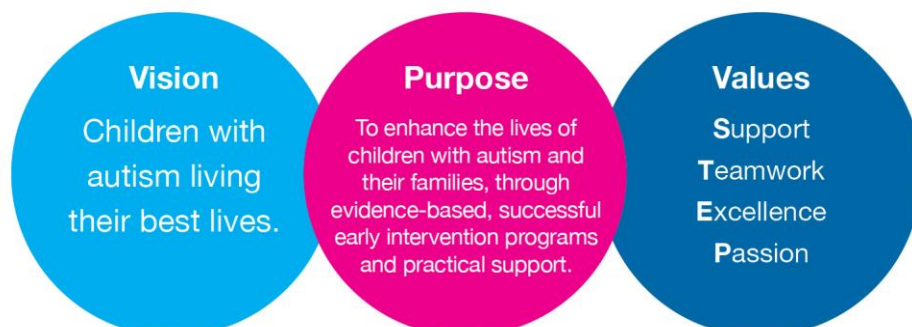 Vision
Children with
autism living
their best lives.
Purpose
To enhance the lives of
children with autism and
their families, through
evidence-based, successful
early intervention programs
and practical support.
Values
Support
Teamwork
Excellence
Passion